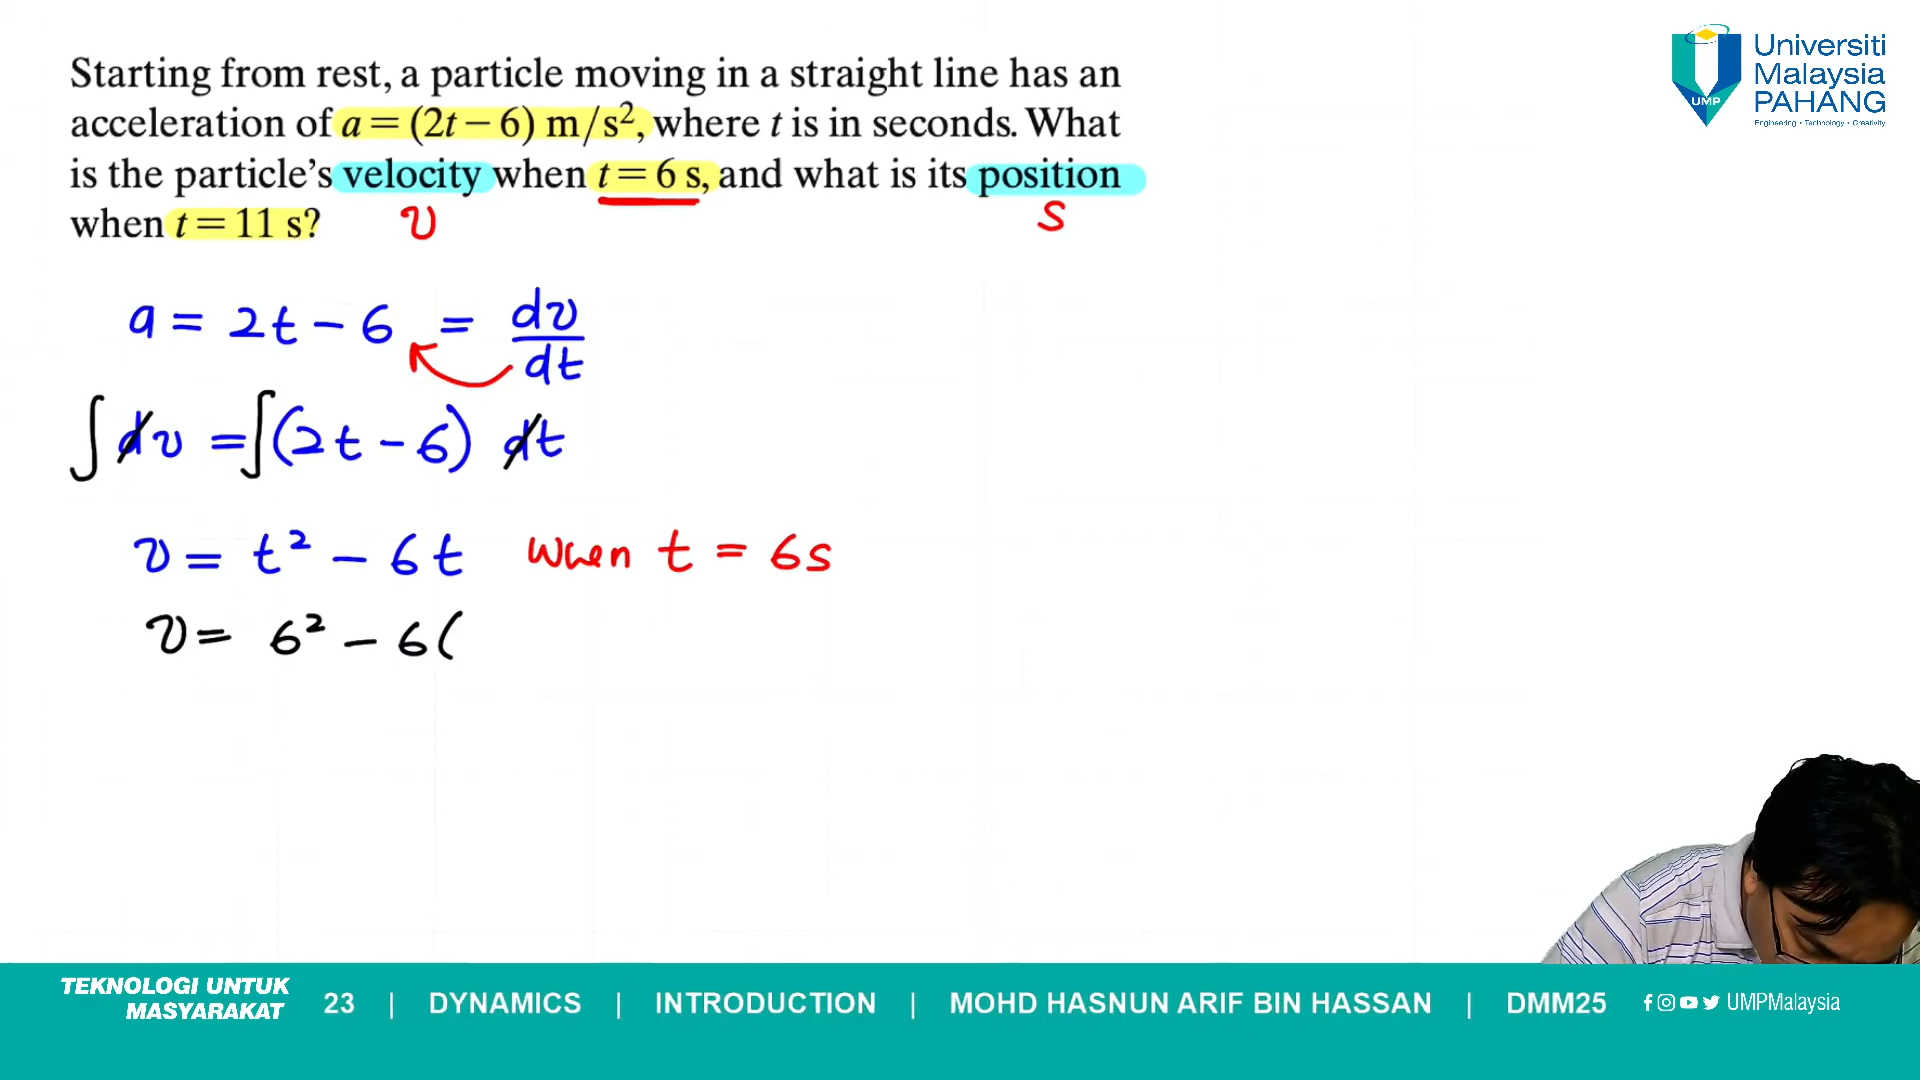 Starting from rest, a particle moving in a straight line has an
acceleration of a = (2t − 6) m/s², where t is in seconds. What
is the particle's velocity when t = 6 s, and what is its position
when t = 11 s?
v
s
a = 2t − 6 = dv/dt
∫ dv = ∫ (2t − 6) dt
v = t² − 6t when t = 6s
v = 6² − 6(
Universiti
Malaysia
PAHANG
Engineering • Technology • Creativity
UMP
TEKNOLOGI UNTUK
MASYARAKAT
23 | DYNAMICS | INTRODUCTION | MOHD HASNUN ARIF BIN HASSAN | DMM25
UMPMalaysia